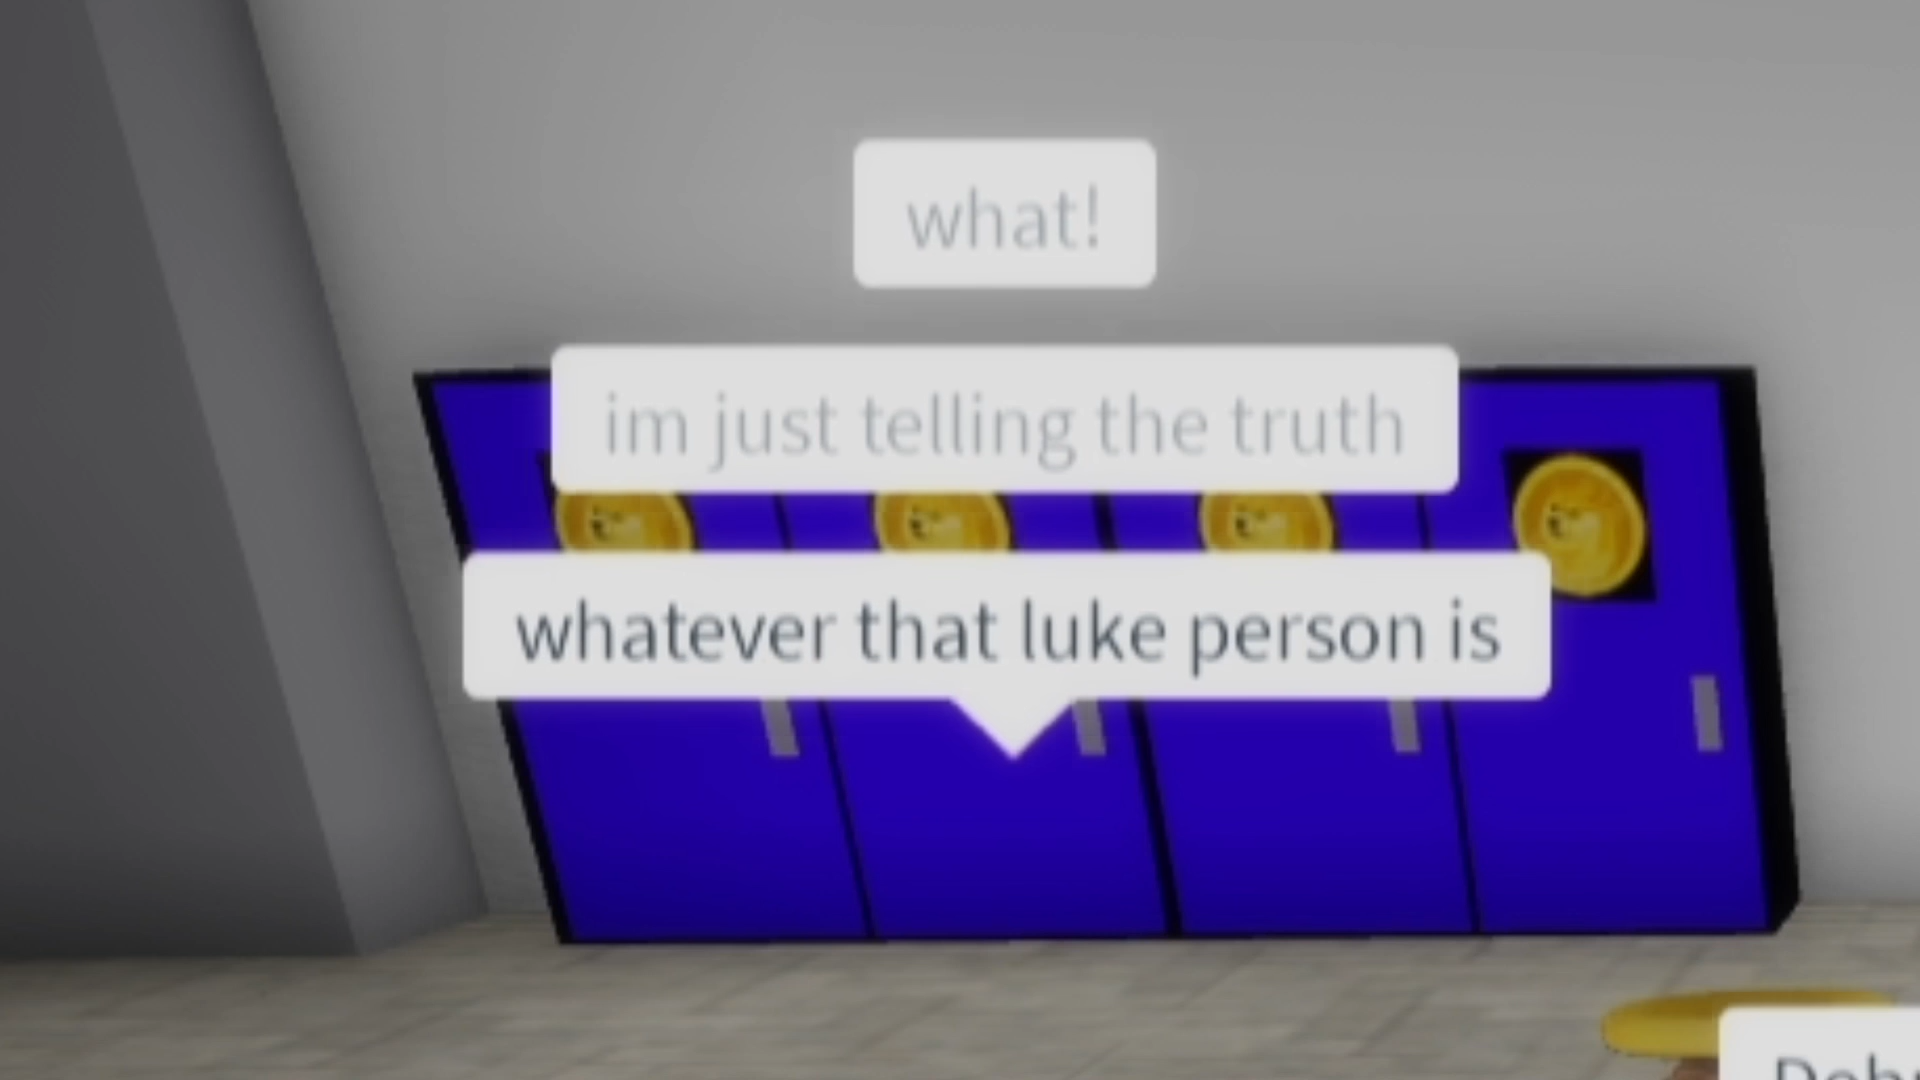 what!
im just telling the truth
whatever that luke person is